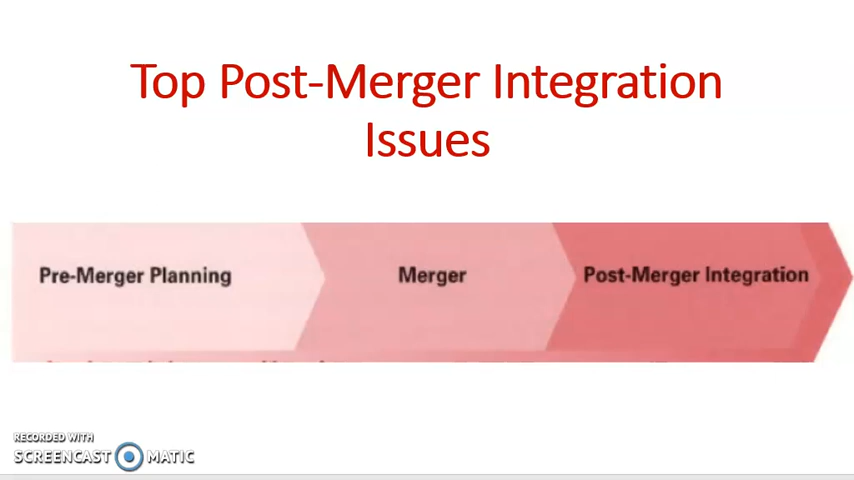 Top Post-Merger Integration
Issues
Pre-Merger Planning
Merger
Post-Merger Integration
RECORDED WITH
SCREENCAST MATIC